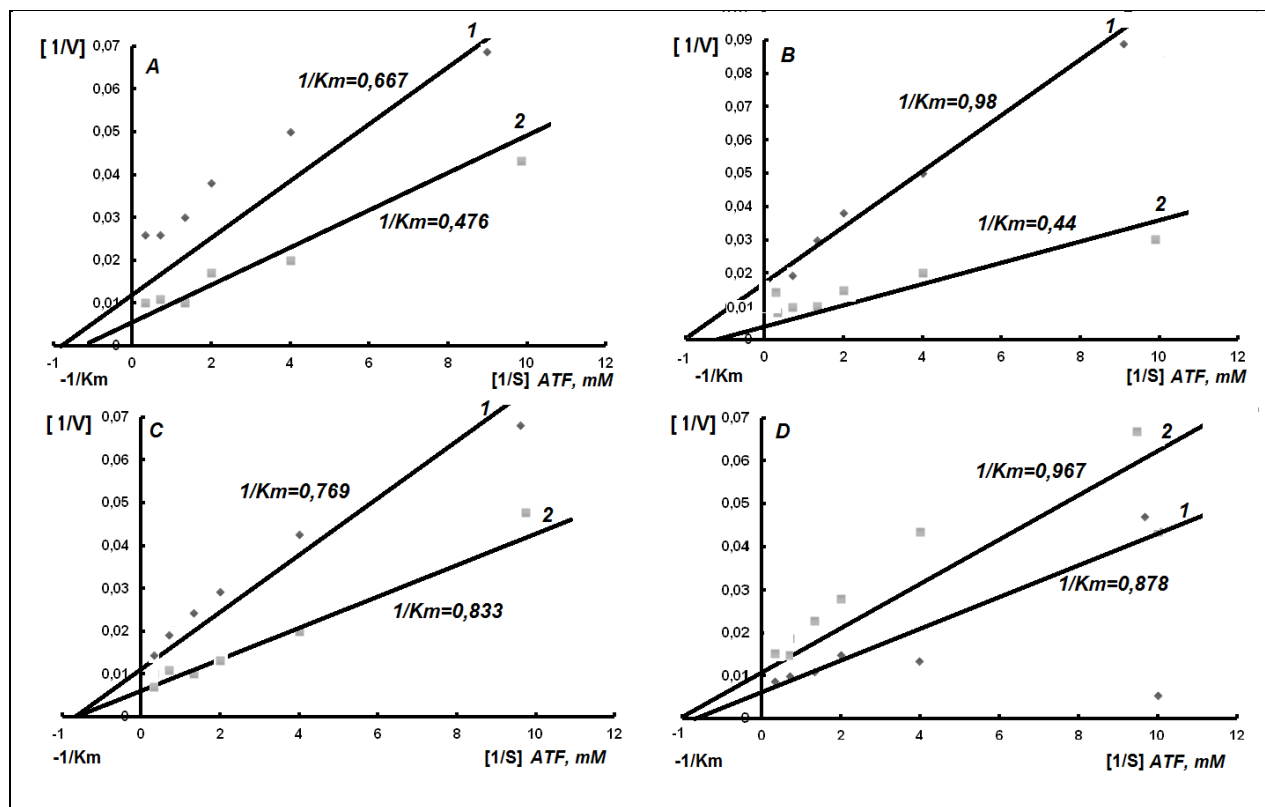 [ 1/V]
A
1
0,07
0,06
1/Km=0,667
0,05
2
0,04
0,03
1/Km=0,476
0,02
0,01
0
-1 0 2 4 6 8 10 12
-1/Km
[1/S] ATF, mM
[ 1/V]
B
1
0,09
0,08
0,07
1/Km=0,98
0,06
0,05
0,04
2
1/Km=0,44
0,03
0,02
0,01
0
-1 0 2 4 6 8 10 12
-1/Km
[1/S] ATF, mM
[ 1/V]
C
1
0,07
0,06
1/Km=0,769
0,05
2
0,04
0,03
1/Km=0,833
0,02
0,01
0
-1 0 2 4 6 8 10 12
-1/Km
[1/S] ATF, mM
[ 1/V]
D
0,07
2
0,06
1/Km=0,967
0,05
1
0,04
0,03
1/Km=0,878
0,02
0,01
0
-1 0 2 4 6 8 10 12
-1/Km
[1/S] ATF, mM